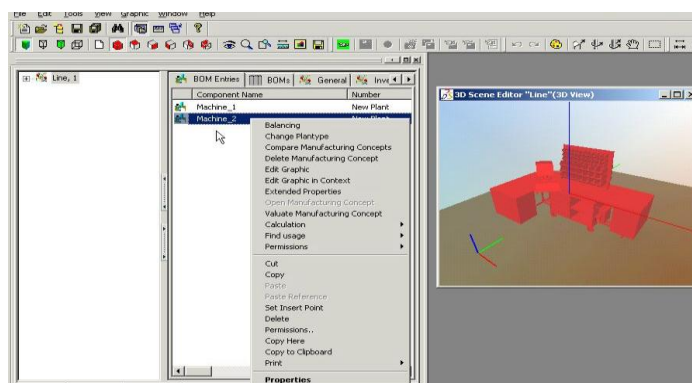 File Edit Tools View Graphic Window Help
Line, 1
BOM Entries BOMs General
Component Name Number
Machine_1 New Plant
Machine_2 New Plant
3D Scene Editor "Line"(3D View)
Balancing
Change Plantype
Compare Manufacturing Concepts
Delete Manufacturing Concept
Edit Graphic
Edit Graphic in Context
Extended Properties
Open Manufacturing Concept
Valuate Manufacturing Concept
Calculation
Find usage
Permissions
Cut
Copy
Paste
Paste Reference
Set Insert Point
Delete
Permissions..
Copy Here
Copy to Clipboard
Print
Properties